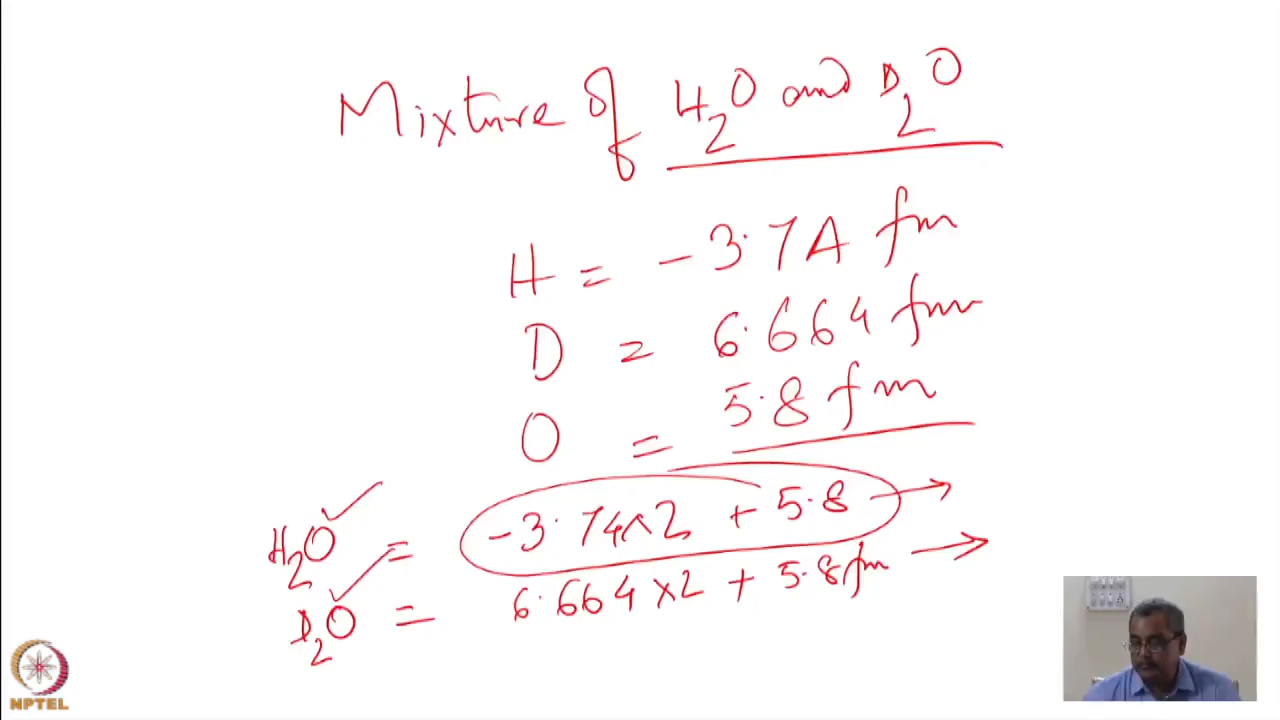 Mixture of H₂O and D₂O
H = -3.74 fm
D = 6.664 fm
O = 5.8 fm
H₂O = -3.74×2 + 5.8 →
D₂O = 6.664×2 + 5.8 fm →
NPTEL